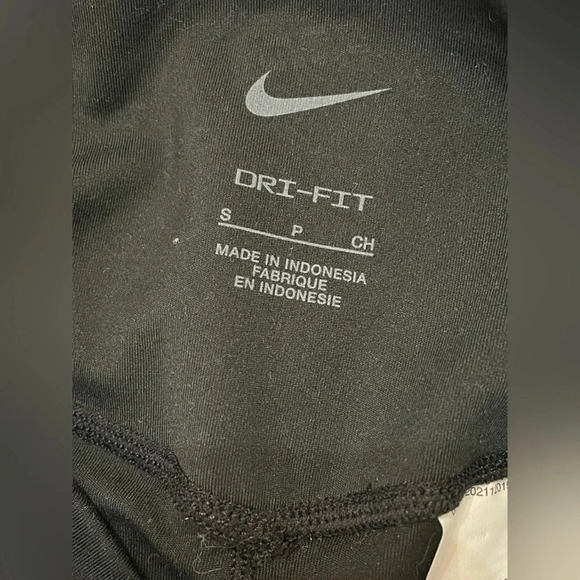 DRI-FIT
S P CH
MADE IN INDONESIA
FABRIQUE
EN INDONESIE